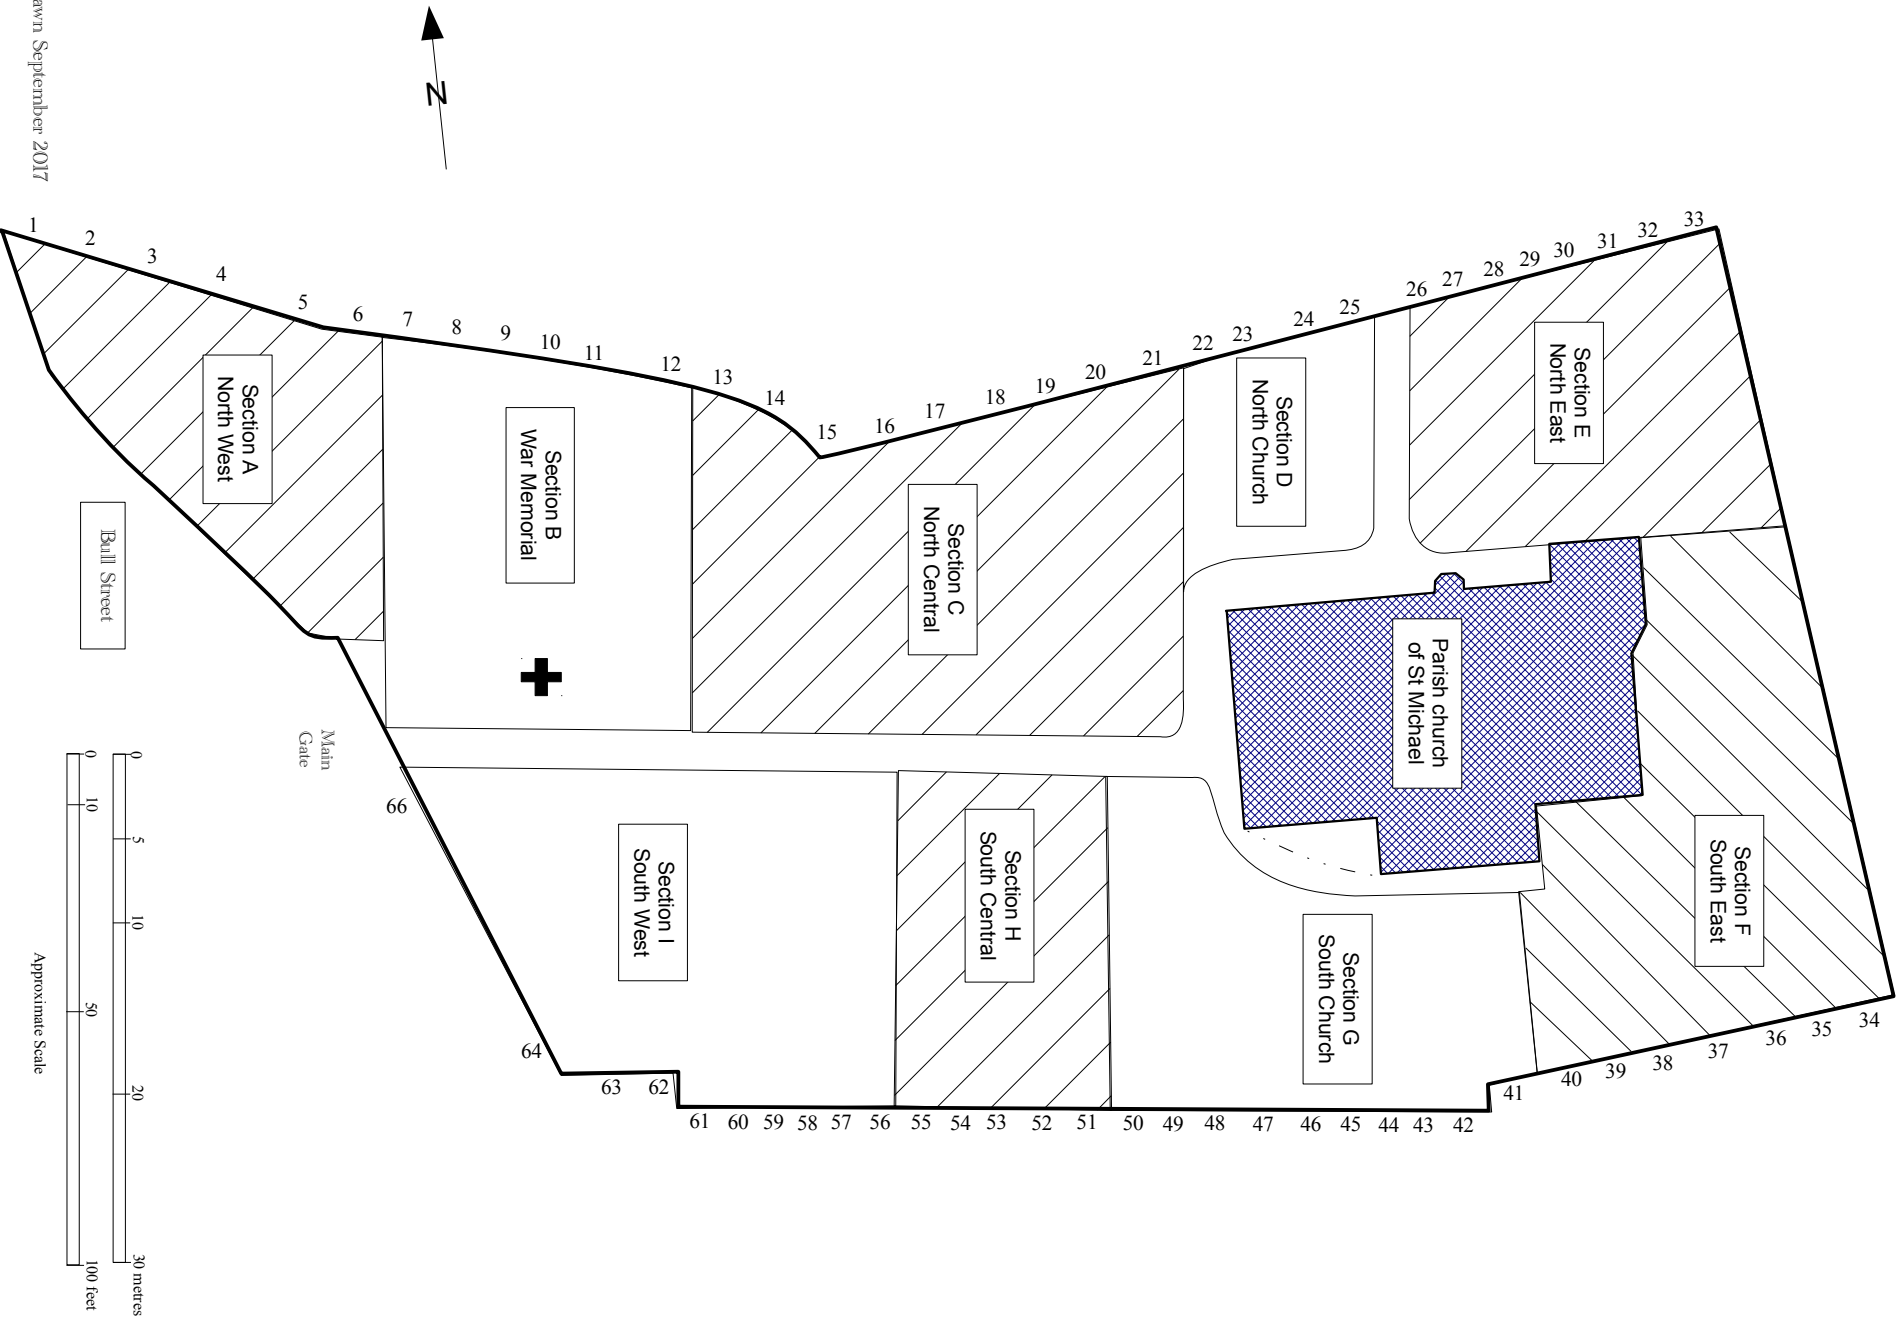 awn September 2017
N
1
2
3
4
5
6
7
8
9
10
11
12
13
14
15
16
17
18
19
20
21
22
23
24
25
26
27
28
29
30
31
32
33
Section A
North West
Section B
War Memorial
Section C
North Central
Section D
North Church
Section E
North East
Parish church
of St Michael
Section F
South East
Section G
South Church
Section H
South Central
Section I
South West
Bull Street
Main
Gate
34
35
36
37
38
39
40
41
42
43
44
45
46
47
48
49
50
51
52
53
54
55
56
57
58
59
60
61
62
63
64
66
0
5
10
20
30 metres
0
10
50
100 feet
Approximate Scale